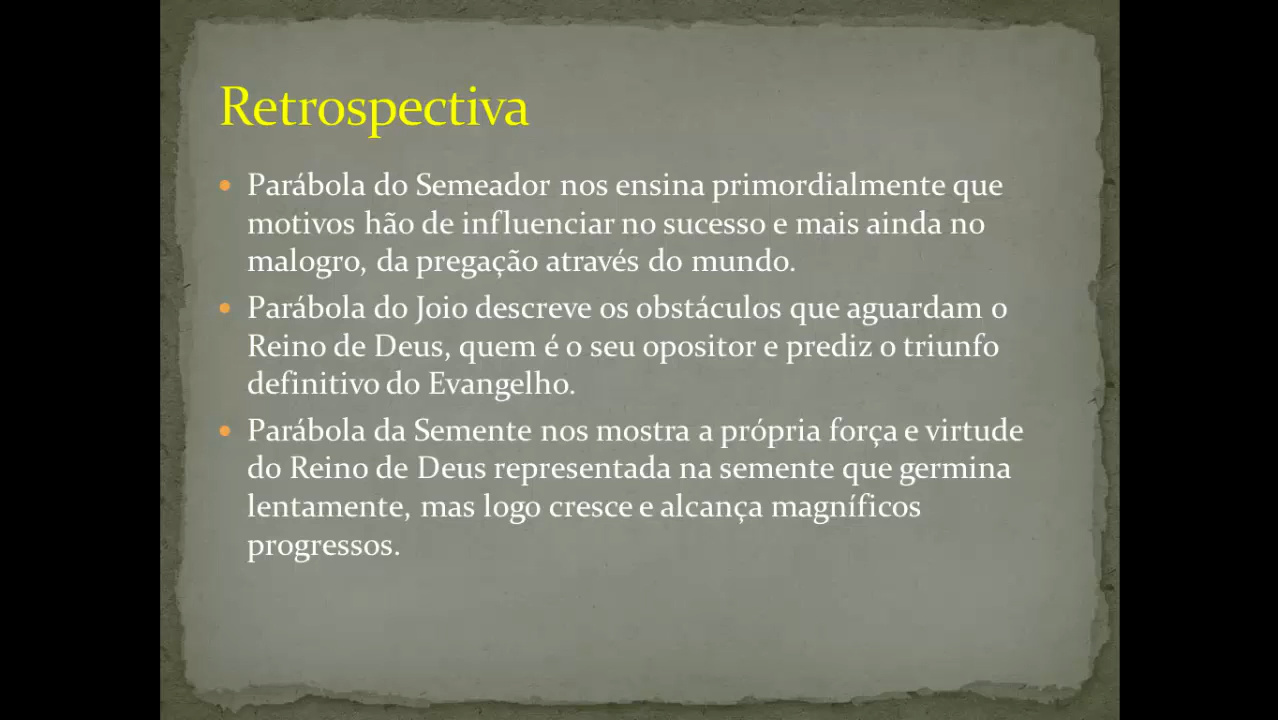 Retrospectiva
• Parábola do Semeador nos ensina primordialmente que
motivos hão de influenciar no sucesso e mais ainda no
malogro, da pregação através do mundo.
• Parábola do Joio descreve os obstáculos que aguardam o
Reino de Deus, quem é o seu opositor e prediz o triunfo
definitivo do Evangelho.
• Parábola da Semente nos mostra a própria força e virtude
do Reino de Deus representada na semente que germina
lentamente, mas logo cresce e alcança magníficos
progressos.